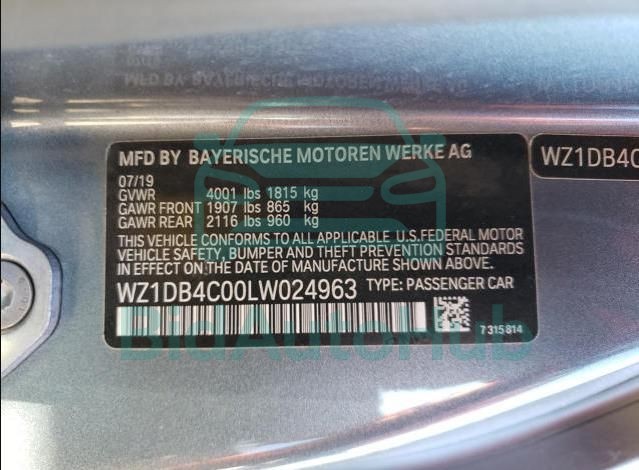 MFD BY BAYERISCHE MOTOREN WERKE AG
07/19
GVWR 4001 lbs 1815 kg
GAWR FRONT 1907 lbs 865 kg
GAWR REAR 2116 lbs 960 kg
THIS VEHICLE CONFORMS TO ALL APPLICABLE U.S.FEDERAL MOTOR
VEHICLE SAFETY, BUMPER AND THEFT PREVENTION STANDARDS
IN EFFECT ON THE DATE OF MANUFACTURE SHOWN ABOVE.
WZ1DB4C00LW024963 TYPE: PASSENGER CAR
7315814
WZ1DB4C
BidAutoHub